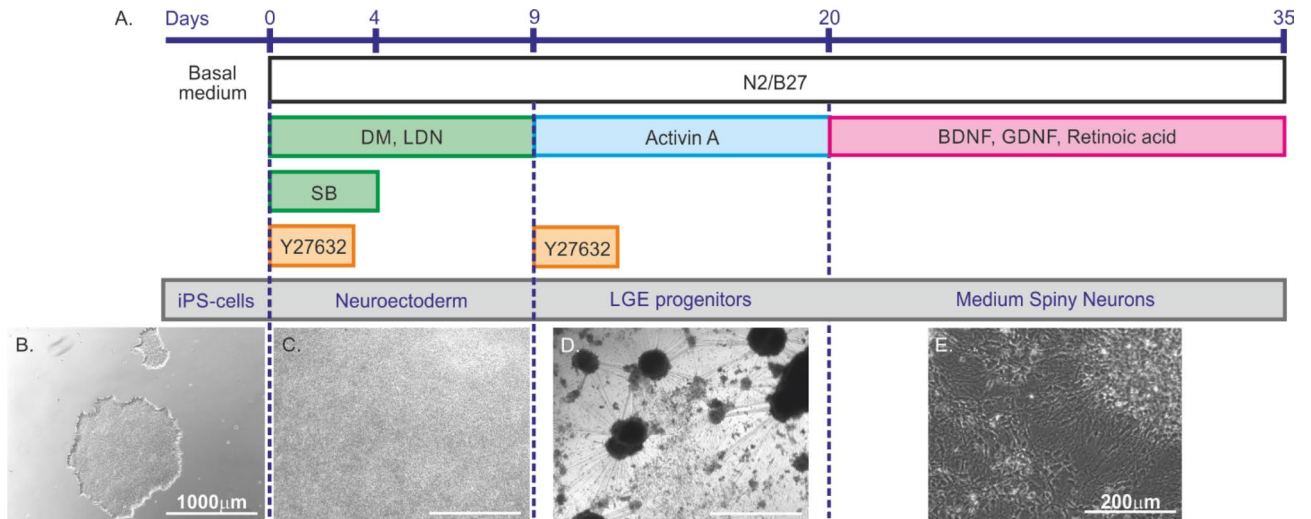 A.
Days 0 4 9 20 35
Basal
medium
N2/B27
DM, LDN Activin A BDNF, GDNF, Retinoic acid
SB
Y27632 Y27632
iPS-cells Neuroectoderm LGE progenitors Medium Spiny Neurons
B. C. D. E.
1000μm 200μm